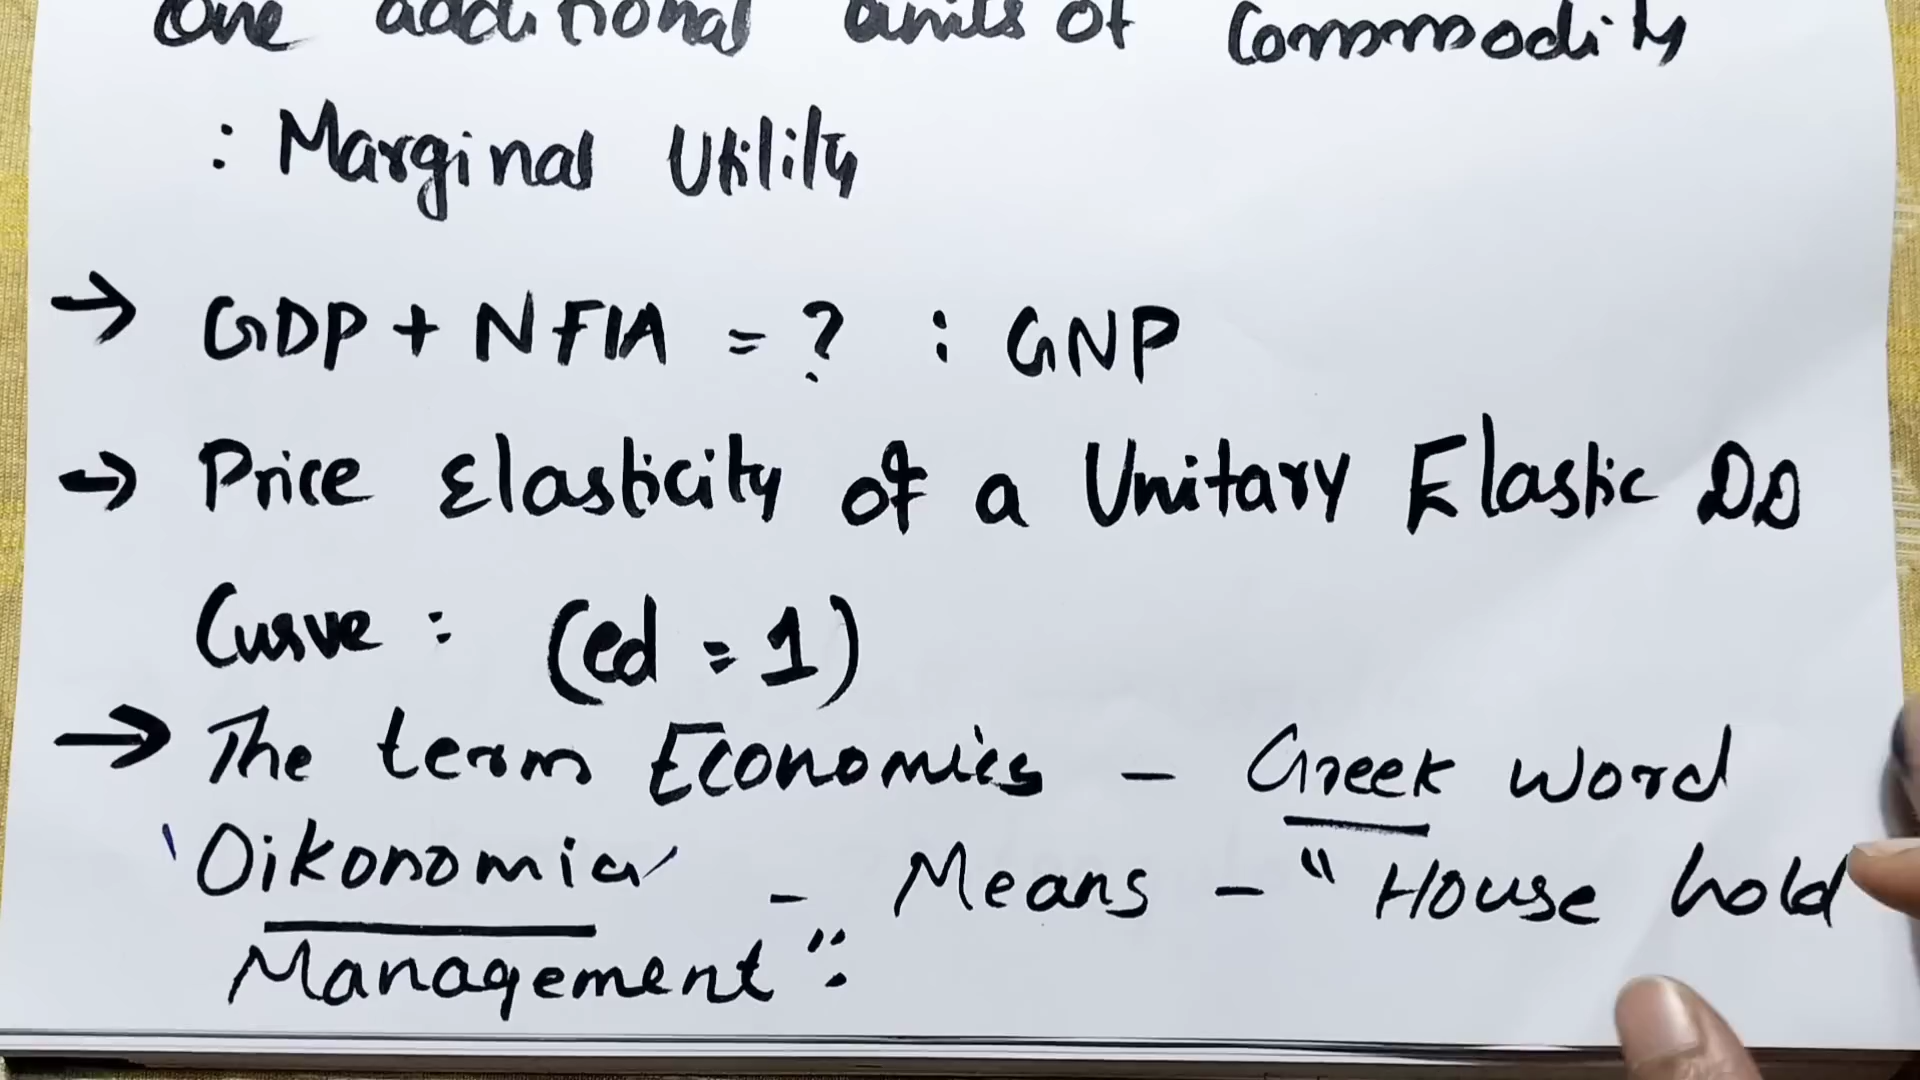 One additional units of Commodity
: Marginal Utility
→ GDP + NFIA = ? : GNP
→ Price Elasticity of a Unitary Elastic DD
Curve : (ed = 1)
→ The term Economics - Greek word
'Oikonomia' - Means - "House hold
Management":